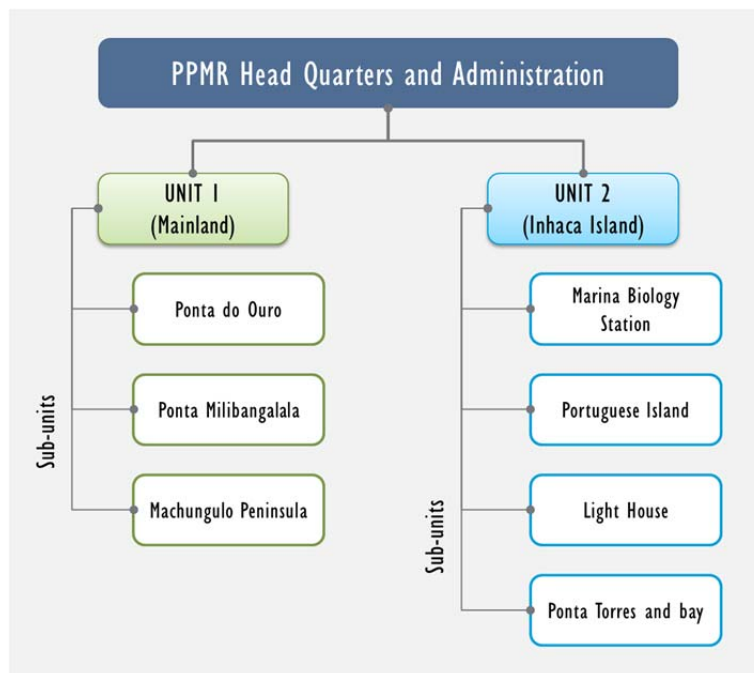 PPMR Head Quarters and Administration
UNIT 1
(Mainland)
Sub-units
Ponta do Ouro
Ponta Milibangalala
Machungulo Peninsula
UNIT 2
(Inhaca Island)
Sub-units
Marina Biology
Station
Portuguese Island
Light House
Ponta Torres and bay